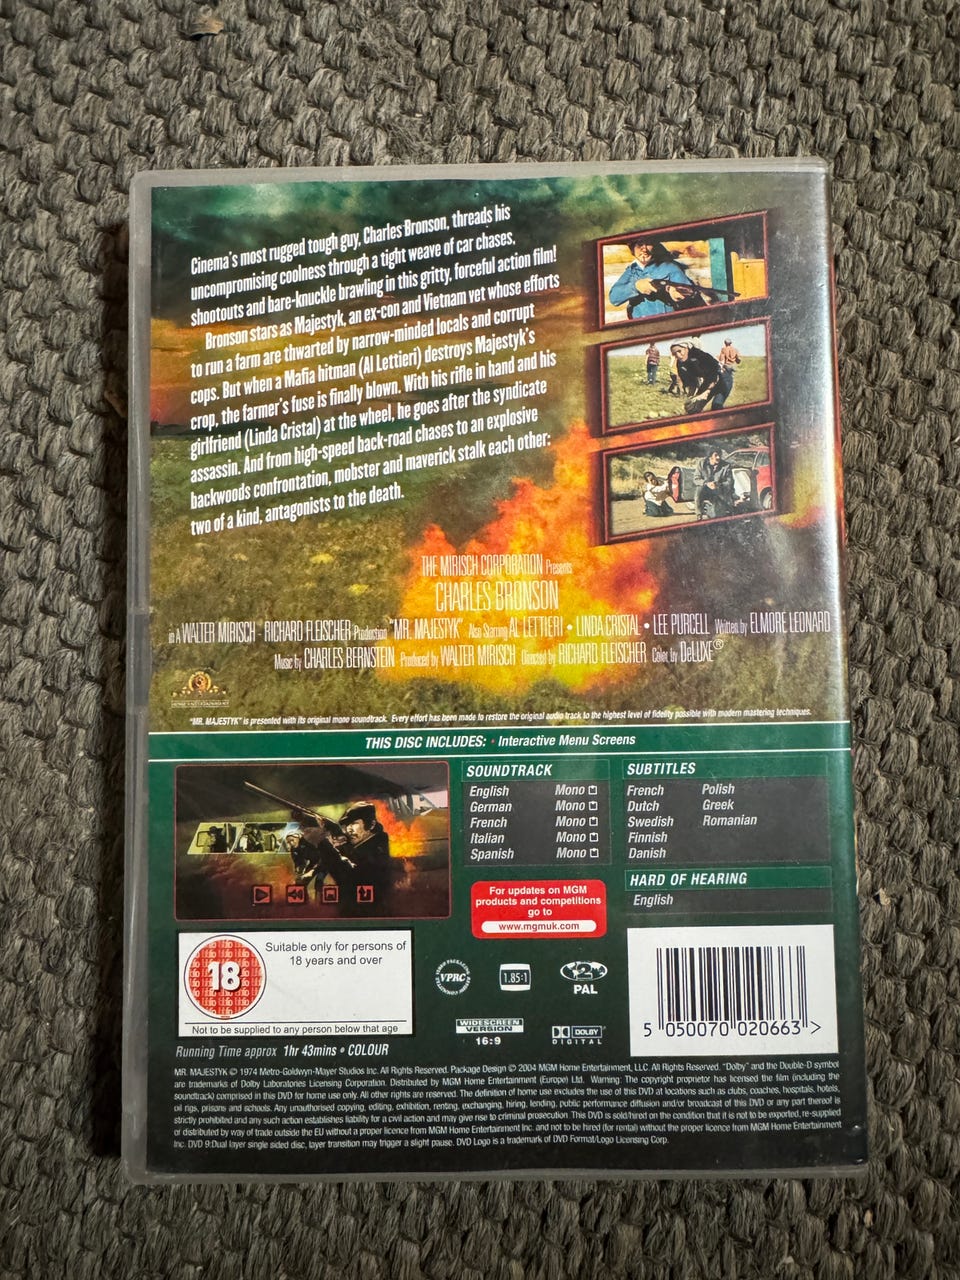 Cinema's most rugged tough guy, Charles Bronson, threads his
uncompromising coolness through a tight weave of car chases,
shootouts and bare-knuckle brawling in this gritty, forceful action film!
Bronson stars as Majestyk, an ex-con and Vietnam vet whose efforts
to run a farm are thwarted by narrow-minded locals and corrupt
cops. But when a Mafia hitman (Al Lettieri) destroys Majestyk's
crop, the farmer's fuse is finally blown. With his rifle in hand and his
girlfriend (Linda Cristal) at the wheel, he goes after the syndicate
assassin. And from high-speed back-road chases to an explosive
backwoods confrontation, mobster and maverick stalk each other:
two of a kind, antagonists to the death.
THE MIRISCH CORPORATION Presents
CHARLES BRONSON
in A WALTER MIRISCH - RICHARD FLEISCHER Production "MR. MAJESTYK" Also Starring AL LETTIERI • LINDA CRISTAL • LEE PURCELL Written by ELMORE LEONARD
Music by CHARLES BERNSTEIN Produced by WALTER MIRISCH Directed by RICHARD FLEISCHER Color by DeLUXE®
HOME ENTERTAINMENT
"MR. MAJESTYK" is presented with its original mono soundtrack. Every effort has been made to restore the original audio track to the highest level of fidelity possible with modern mastering techniques.
THIS DISC INCLUDES: • Interactive Menu Screens
SOUNDTRACK
English Mono
German Mono
French Mono
Italian Mono
Spanish Mono
SUBTITLES
French Polish
Dutch Greek
Swedish Romanian
Finnish
Danish
HARD OF HEARING
English
For updates on MGM
products and competitions
go to
www.mgmuk.com
18
Suitable only for persons of
18 years and over
Not to be supplied to any person below that age
VPRC
1.85:1
2
PAL
WIDESCREEN
VERSION
16:9
DOLBY
DIGITAL
5 050070 020663 >
Running Time approx 1hr 43mins • COLOUR
MR. MAJESTYK © 1974 Metro-Goldwyn-Mayer Studios Inc. All Rights Reserved. Package Design © 2004 MGM Home Entertainment, LLC. All Rights Reserved. "Dolby" and the Double-D symbol
are trademarks of Dolby Laboratories Licensing Corporation. Distributed by MGM Home Entertainment (Europe) Ltd. Warning: The copyright proprietor has licensed the film (including the
soundtrack) comprised in this DVD for home use only. All other rights are reserved. The definition of home use excludes the use of this DVD at locations such as clubs, coaches, hospitals, hotels,
oil rigs, prisons and schools. Any unauthorised copying, editing, exhibition, renting, exchanging, hiring, lending, public performance, diffusion and/or broadcast of this DVD or any part thereof is
strictly prohibited and any such action establishes liability for a civil action and may give rise to criminal prosecution. This DVD is sold/hired on the condition that it is not to be exported, re-supplied
or distributed by way of trade outside the EU without a proper licence from MGM Home Entertainment Inc. and not to be hired (for rental) without the proper licence from MGM Home Entertainment
Inc. DVD 9:Dual layer single sided disc, layer transition may trigger a slight pause. DVD Logo is a trademark of DVD Format/Logo Licensing Corp.